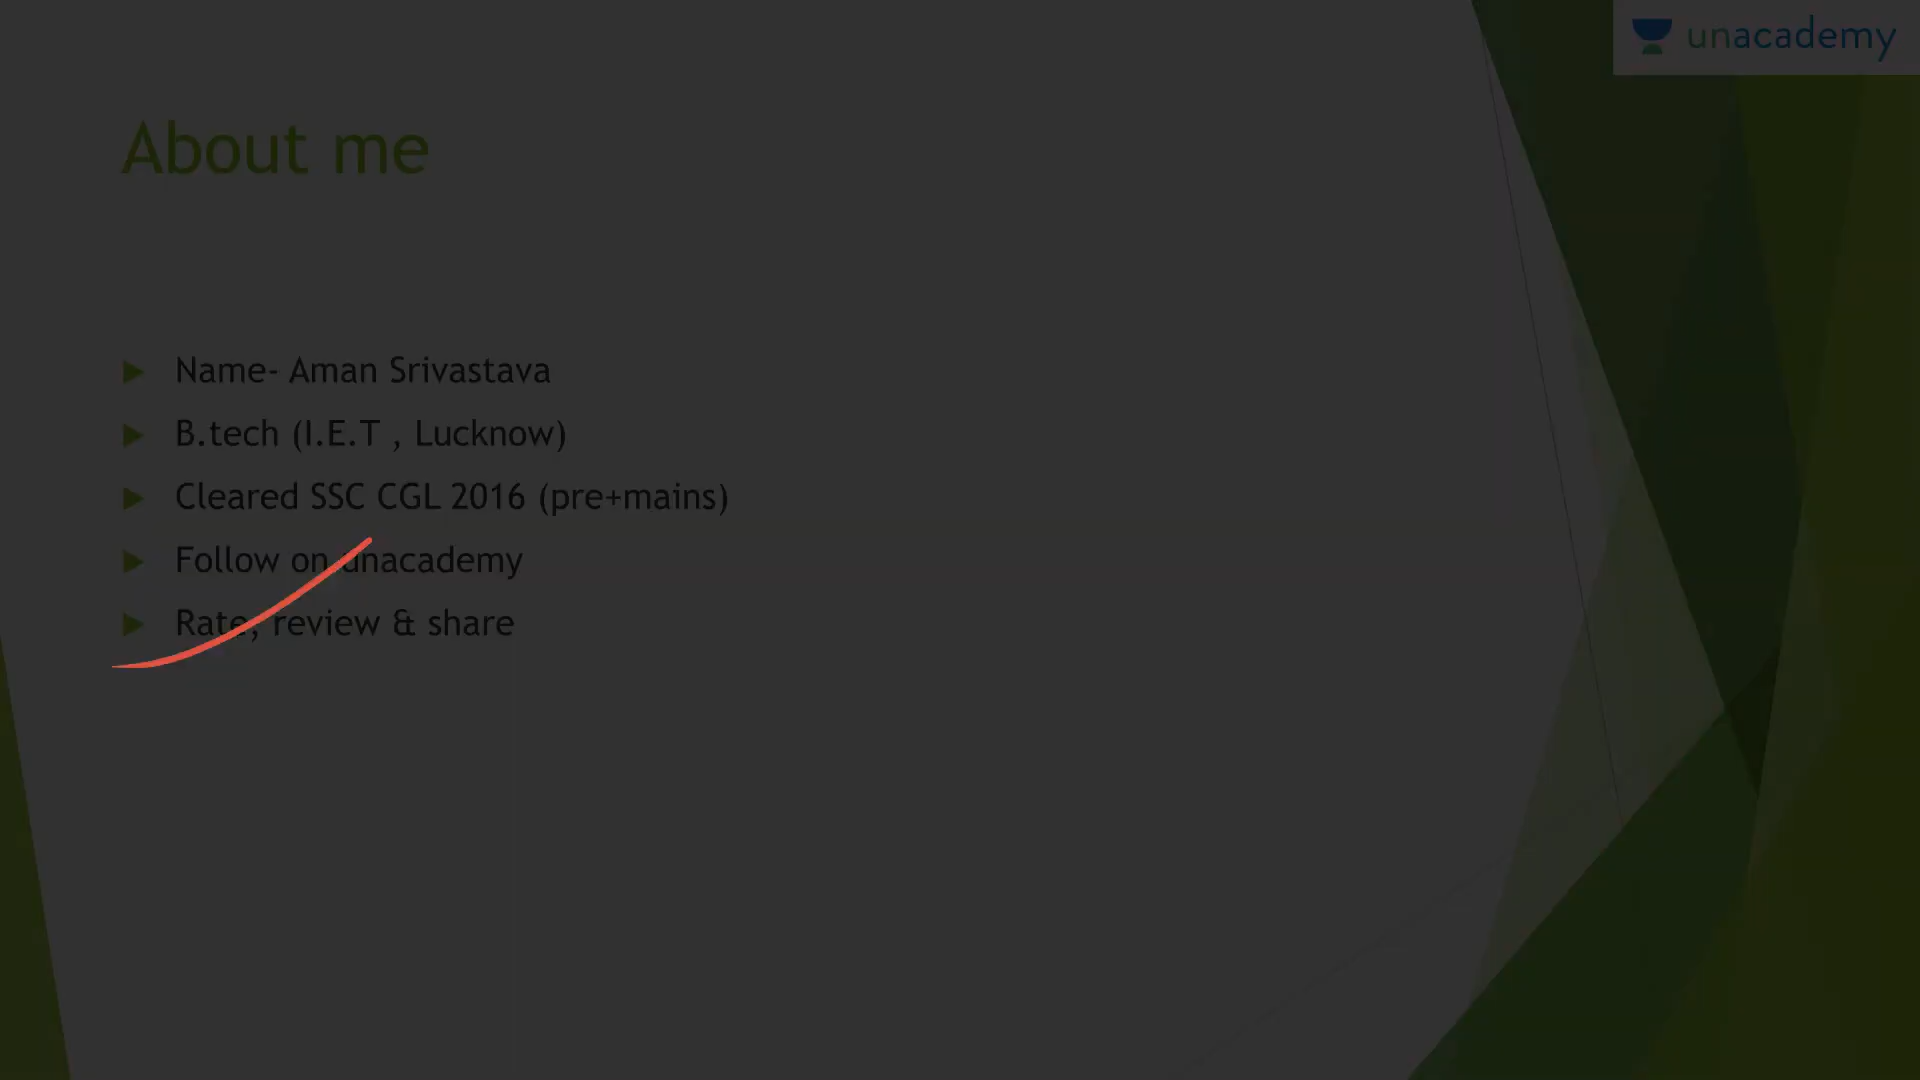 unacademy
About me
Name- Aman Srivastava
B.tech (I.E.T , Lucknow)
Cleared SSC CGL 2016 (pre+mains)
Follow on unacademy
Rate, review & share